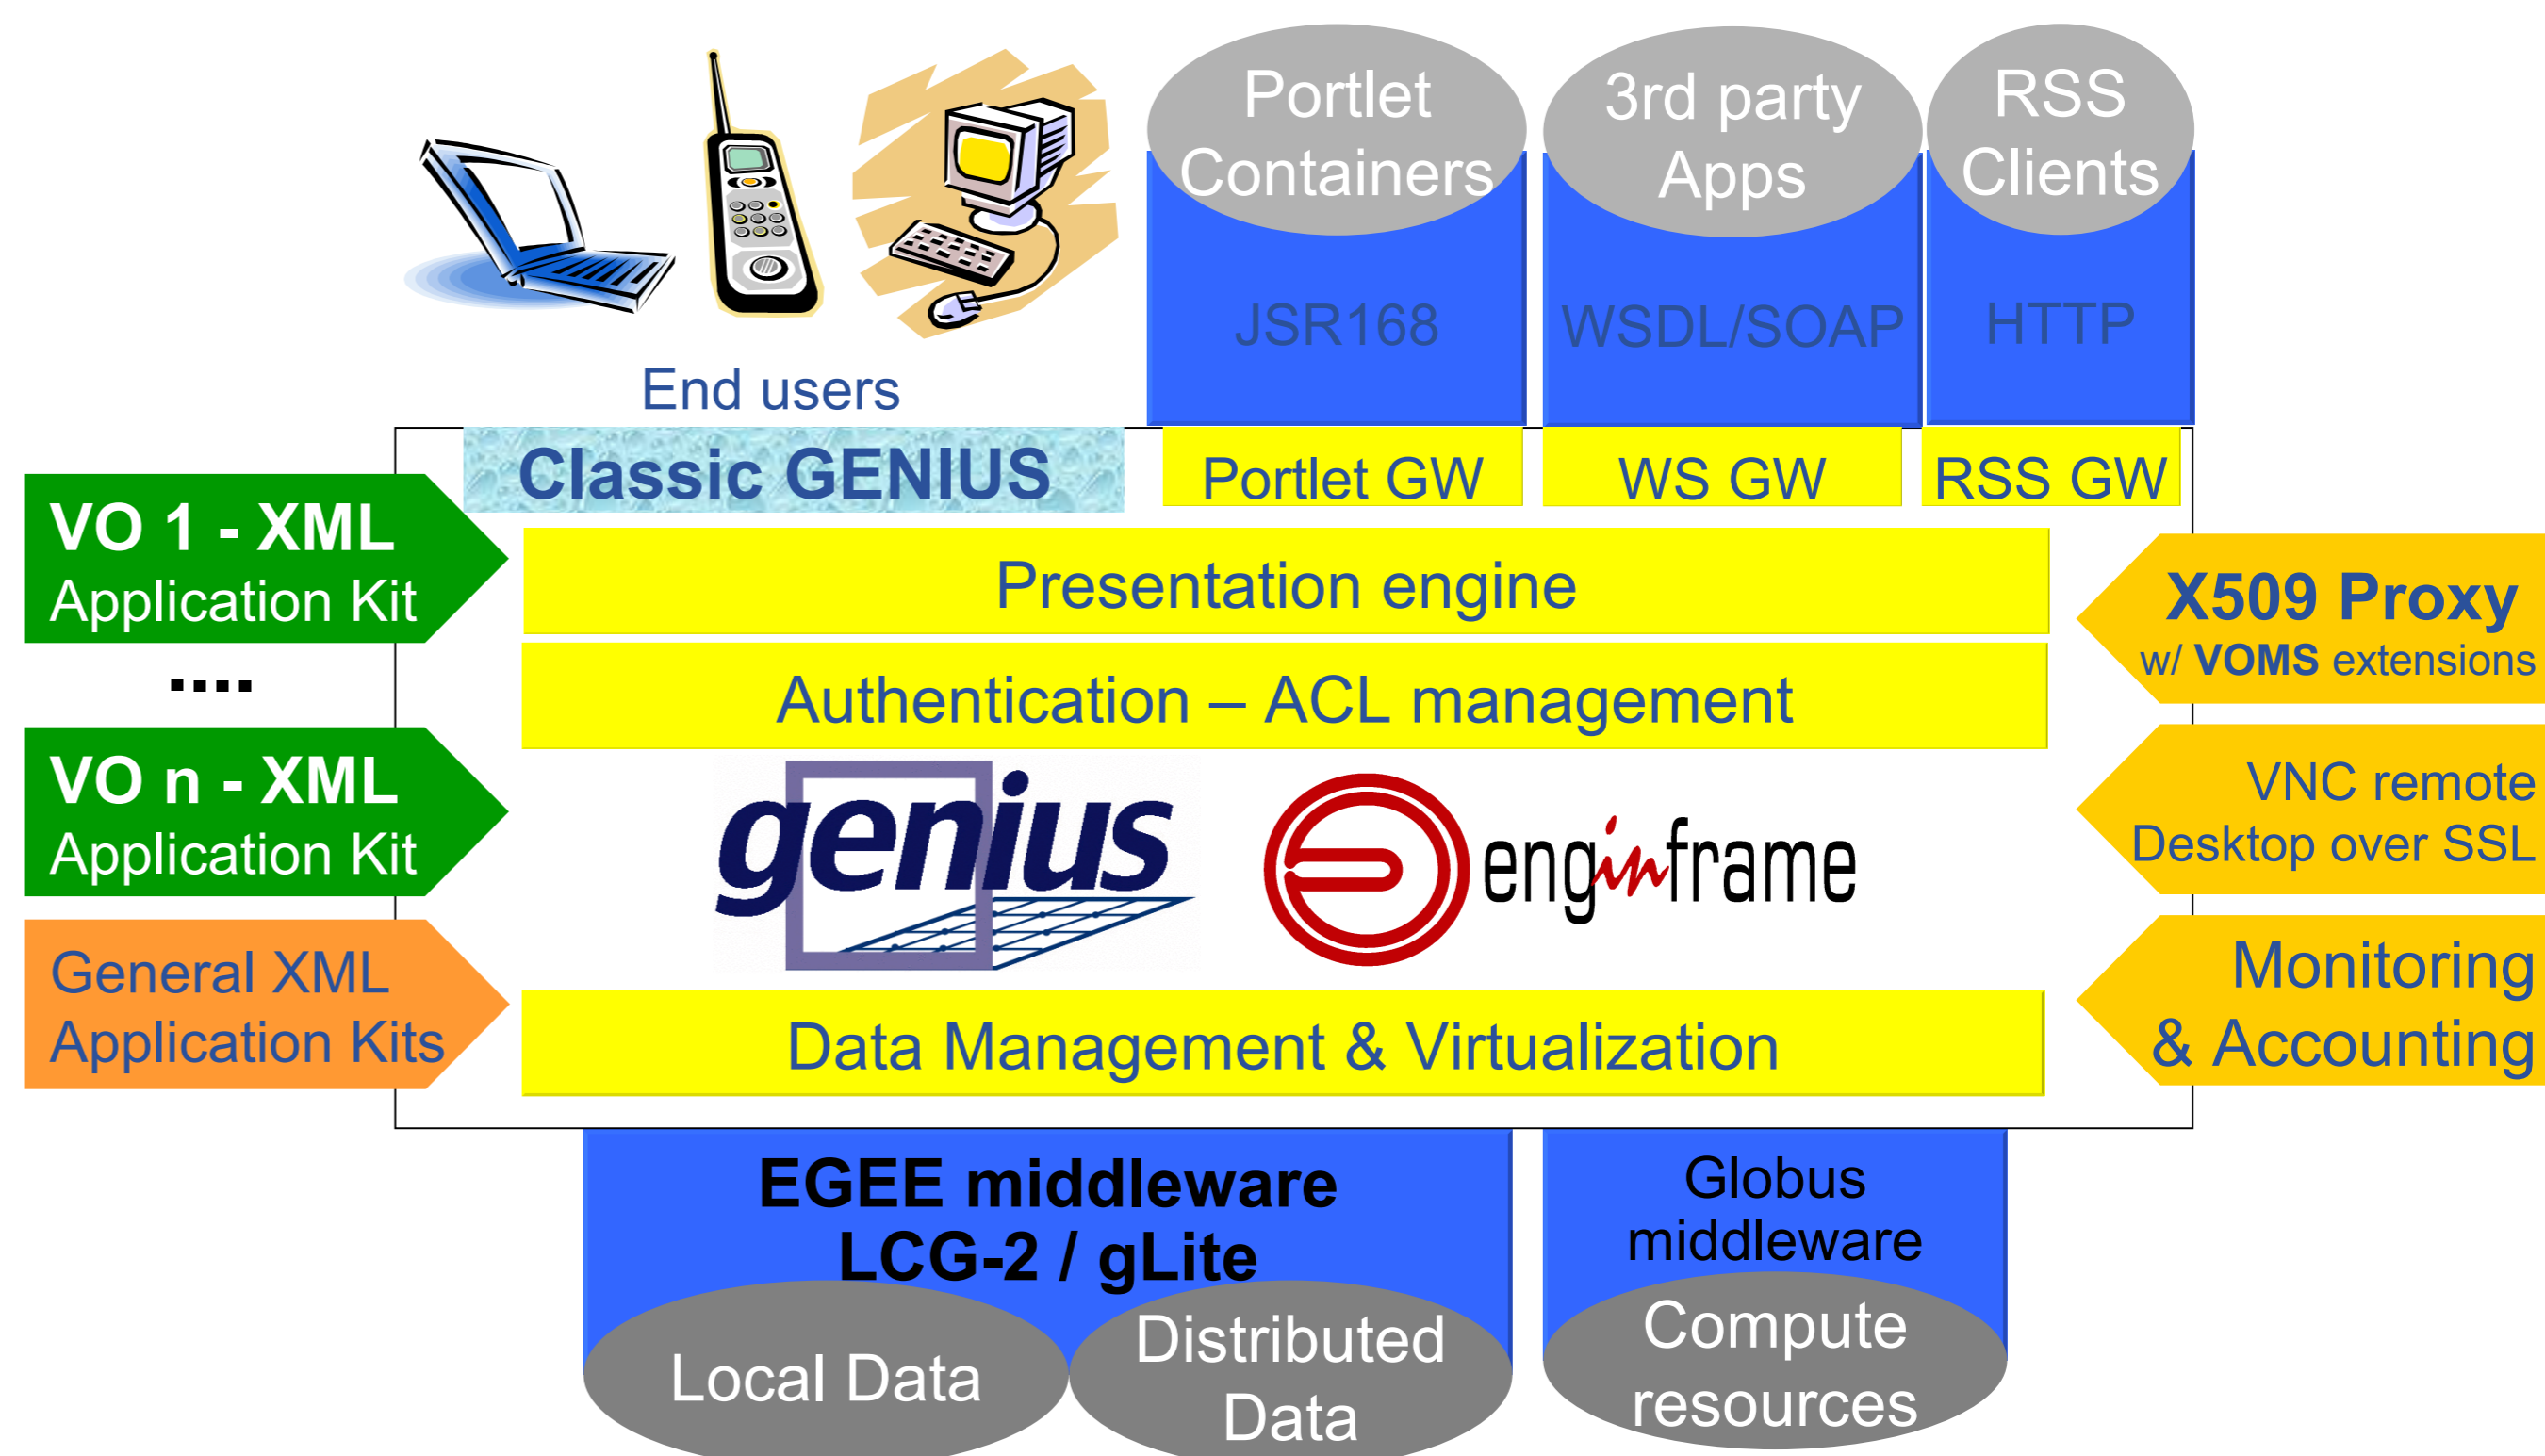 Portlet
Containers
3rd party
Apps
RSS
Clients
JSR168
WSDL/SOAP
HTTP
End users
Classic GENIUS
Portlet GW
WS GW
RSS GW
VO 1 - XML
Application Kit
....
VO n - XML
Application Kit
General XML
Application Kits
Presentation engine
Authentication – ACL management
genius
enginframe
Data Management & Virtualization
X509 Proxy
w/ VOMS extensions
VNC remote
Desktop over SSL
Monitoring
& Accounting
EGEE middleware
LCG-2 / gLite
Local Data
Distributed
Data
Globus
middleware
Compute
resources